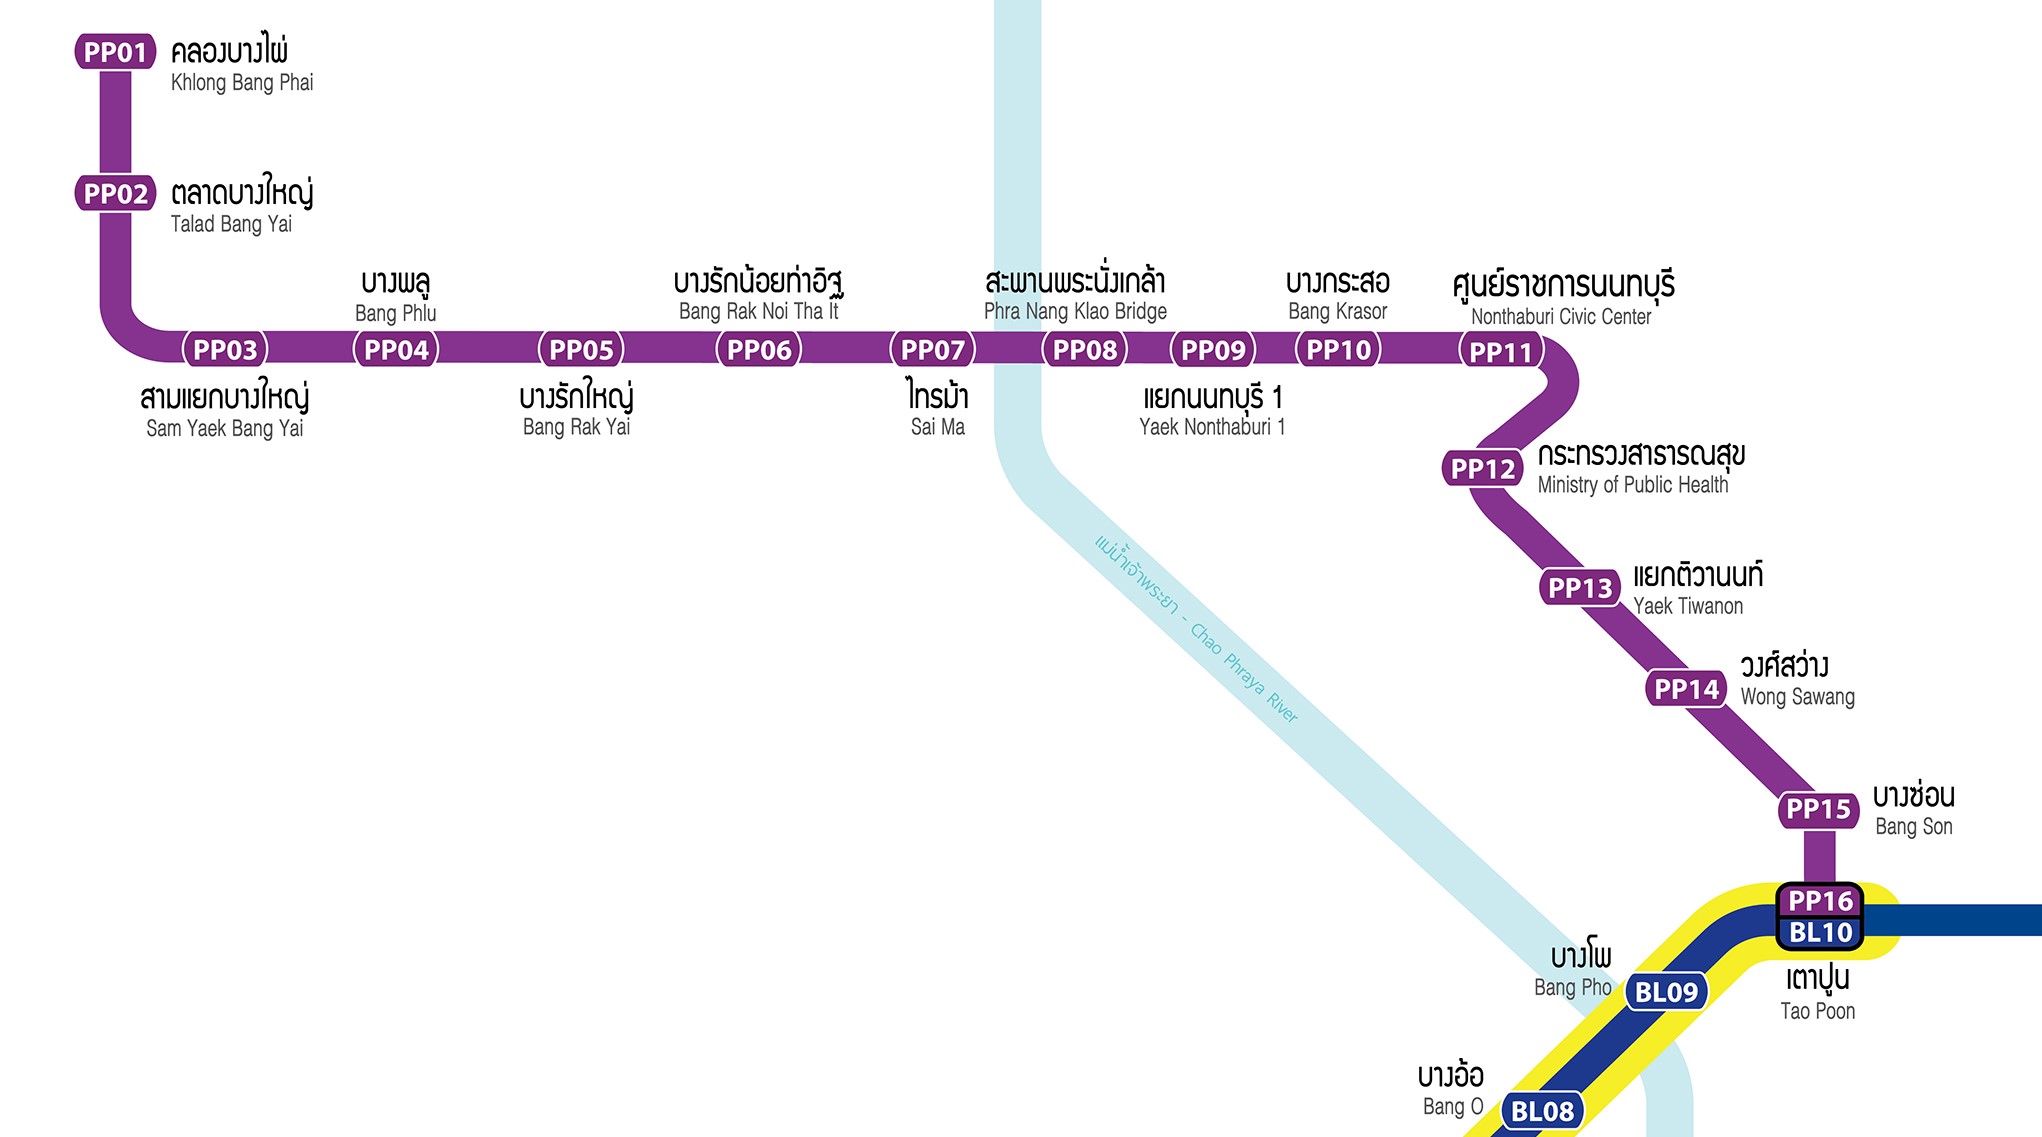 PP01
คลองบางไผ่
Khlong Bang Phai
PP02
ตลาดบางใหญ่
Talad Bang Yai
บางพลู
Bang Phlu
บางรักน้อยท่าอิฐ
Bang Rak Noi Tha It
สะพานพระนั่งเกล้า
Phra Nang Klao Bridge
บางกระสอ
Bang Krasor
ศูนย์ราชการนนทบุรี
Nonthaburi Civic Center
PP03
PP04
PP05
PP06
PP07
PP08
PP09
PP10
PP11
สามแยกบางใหญ่
Sam Yaek Bang Yai
บางรักใหญ่
Bang Rak Yai
ไทรม้า
Sai Ma
แยกนนทบุรี 1
Yaek Nonthaburi 1
PP12
กระทรวงสาธารณสุข
Ministry of Public Health
แม่น้ำเจ้าพระยา - Chao Phraya River
PP13
แยกติวานนท์
Yaek Tiwanon
PP14
วงศ์สว่าง
Wong Sawang
PP15
บางซ่อน
Bang Son
PP16
BL10
เตาปูน
Tao Poon
บางโพ
Bang Pho
BL09
บางอ้อ
Bang O
BL08